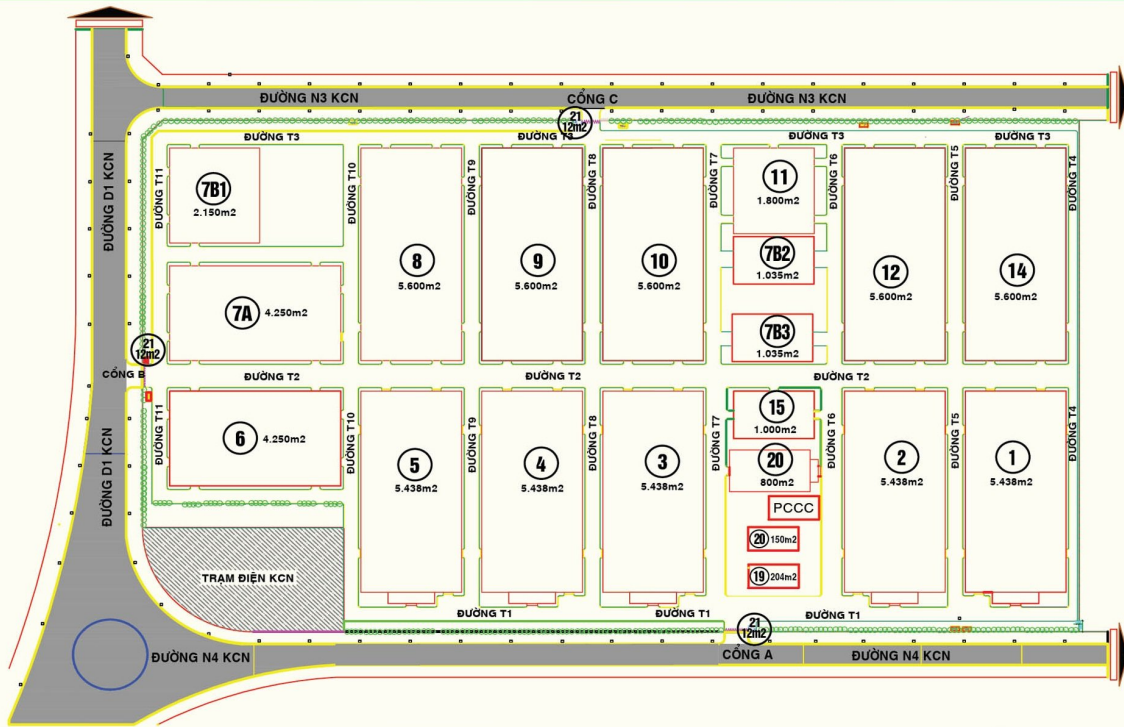 ĐƯỜNG N3 KCN
CỔNG C
ĐƯỜNG N3 KCN
21
12m2
ĐƯỜNG T3
ĐƯỜNG T3
ĐƯỜNG T3
ĐƯỜNG T3
ĐƯỜNG D1 KCN
ĐƯỜNG T11
7B1
2.150m2
ĐƯỜNG T10
8
5.600m2
ĐƯỜNG T9
9
5.600m2
ĐƯỜNG T8
10
5.600m2
ĐƯỜNG T7
11
1.800m2
7B2
1.035m2
7B3
1.035m2
ĐƯỜNG T6
12
5.600m2
ĐƯỜNG T5
14
5.600m2
ĐƯỜNG T4
7A
4.250m2
21
12m2
CỔNG B
ĐƯỜNG T2
ĐƯỜNG T2
ĐƯỜNG T2
ĐƯỜNG D1 KCN
ĐƯỜNG T11
6
4.250m2
ĐƯỜNG T10
5
5.438m2
ĐƯỜNG T9
4
5.438m2
ĐƯỜNG T8
3
5.438m2
ĐƯỜNG T7
15
1.000m2
20
800m2
PCCC
20 150m2
19 204m2
ĐƯỜNG T6
2
5.438m2
ĐƯỜNG T5
1
5.438m2
ĐƯỜNG T4
TRẠM ĐIỆN KCN
ĐƯỜNG T1
ĐƯỜNG T1
ĐƯỜNG T1
21
12m2
ĐƯỜNG N4 KCN
CỔNG A
ĐƯỜNG N4 KCN